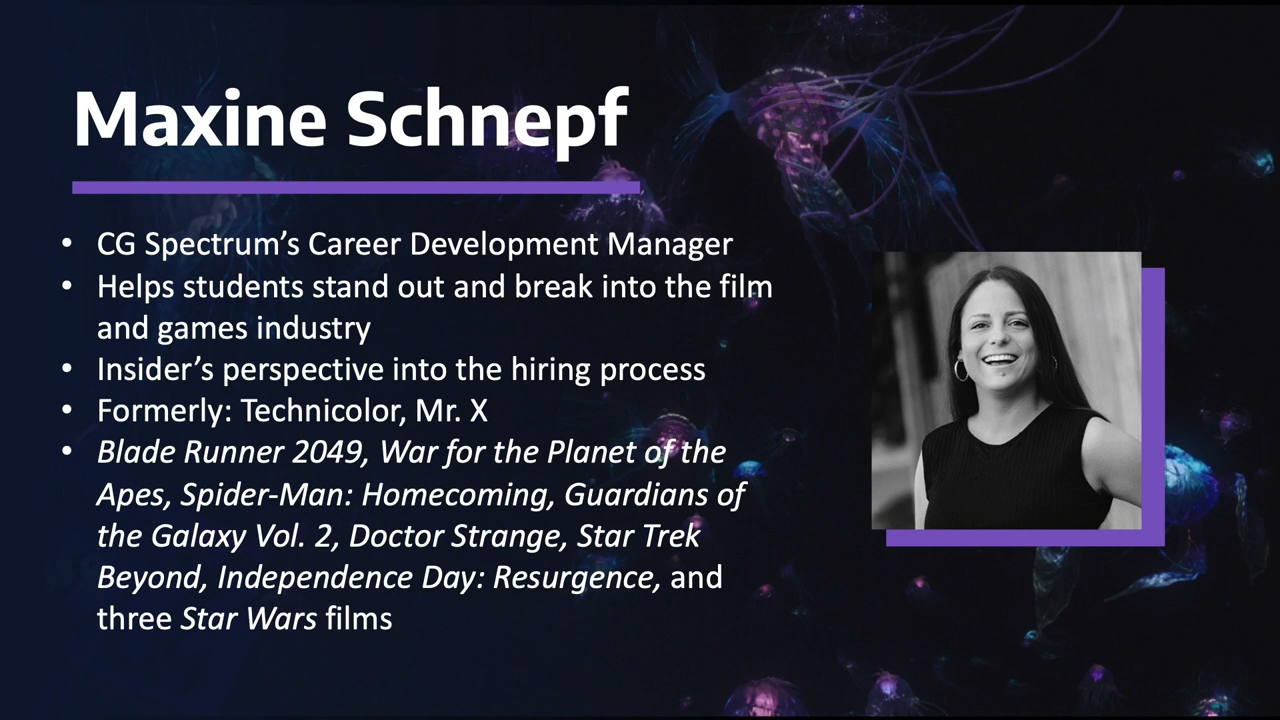 Maxine Schnepf
• CG Spectrum’s Career Development Manager
• Helps students stand out and break into the film
and games industry
• Insider’s perspective into the hiring process
• Formerly: Technicolor, Mr. X
• Blade Runner 2049, War for the Planet of the
Apes, Spider-Man: Homecoming, Guardians of
the Galaxy Vol. 2, Doctor Strange, Star Trek
Beyond, Independence Day: Resurgence, and
three Star Wars films